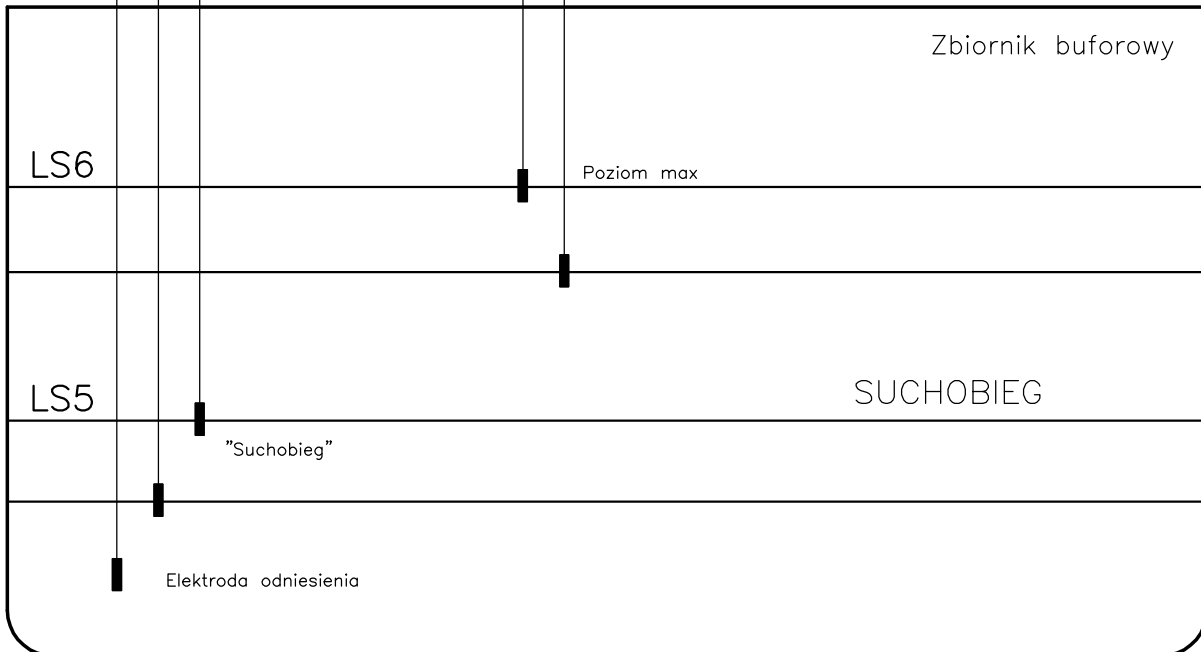 Zbiornik buforowy
LS6
Poziom max
LS5
SUCHOBIEG
"Suchobieg"
Elektroda odniesienia